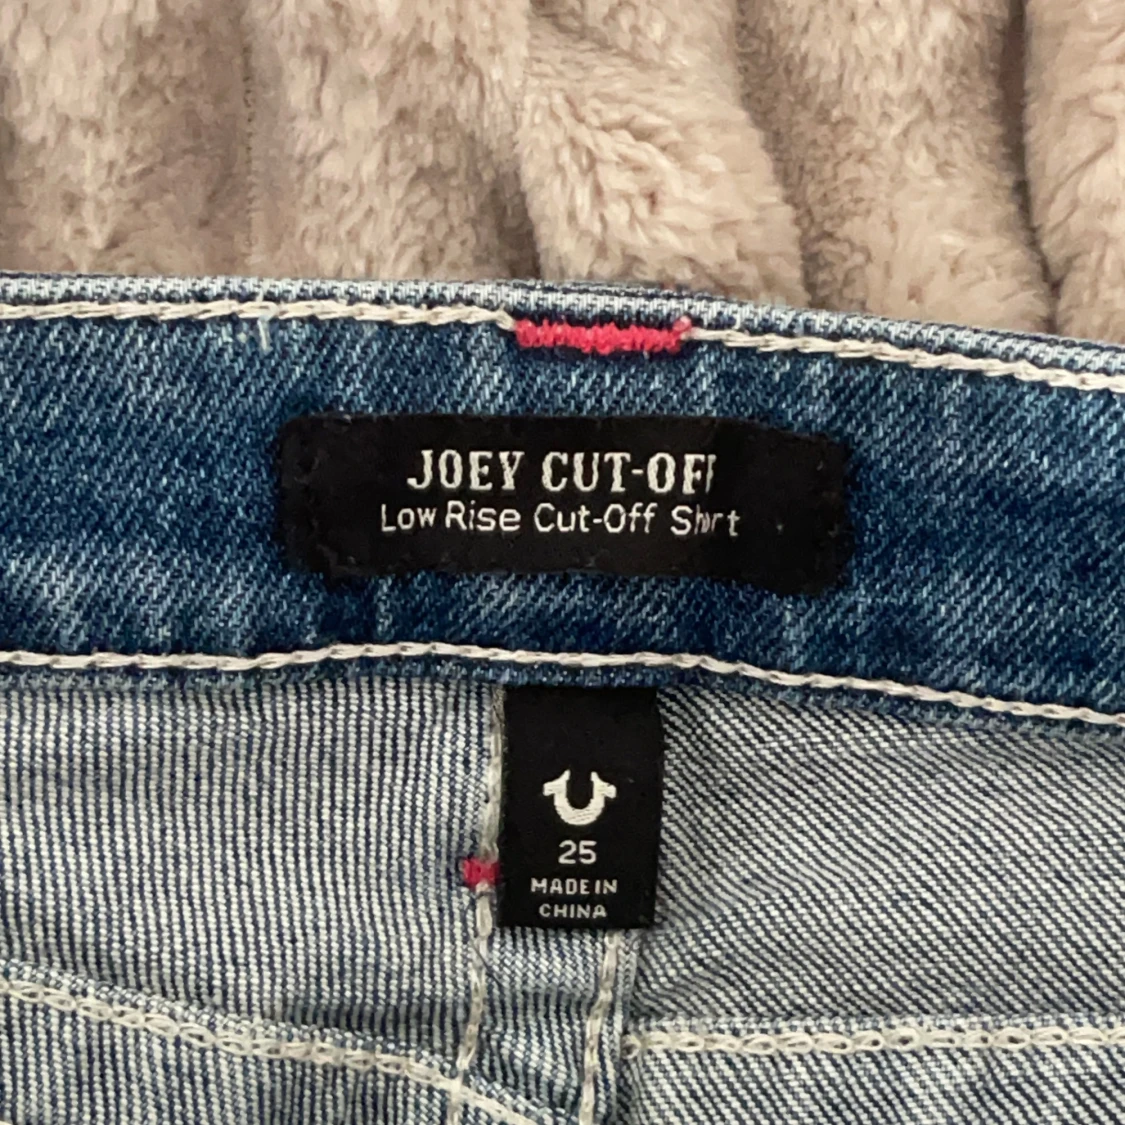 JOEY CUT-OFF
Low Rise Cut-Off Short
25
MADE IN
CHINA